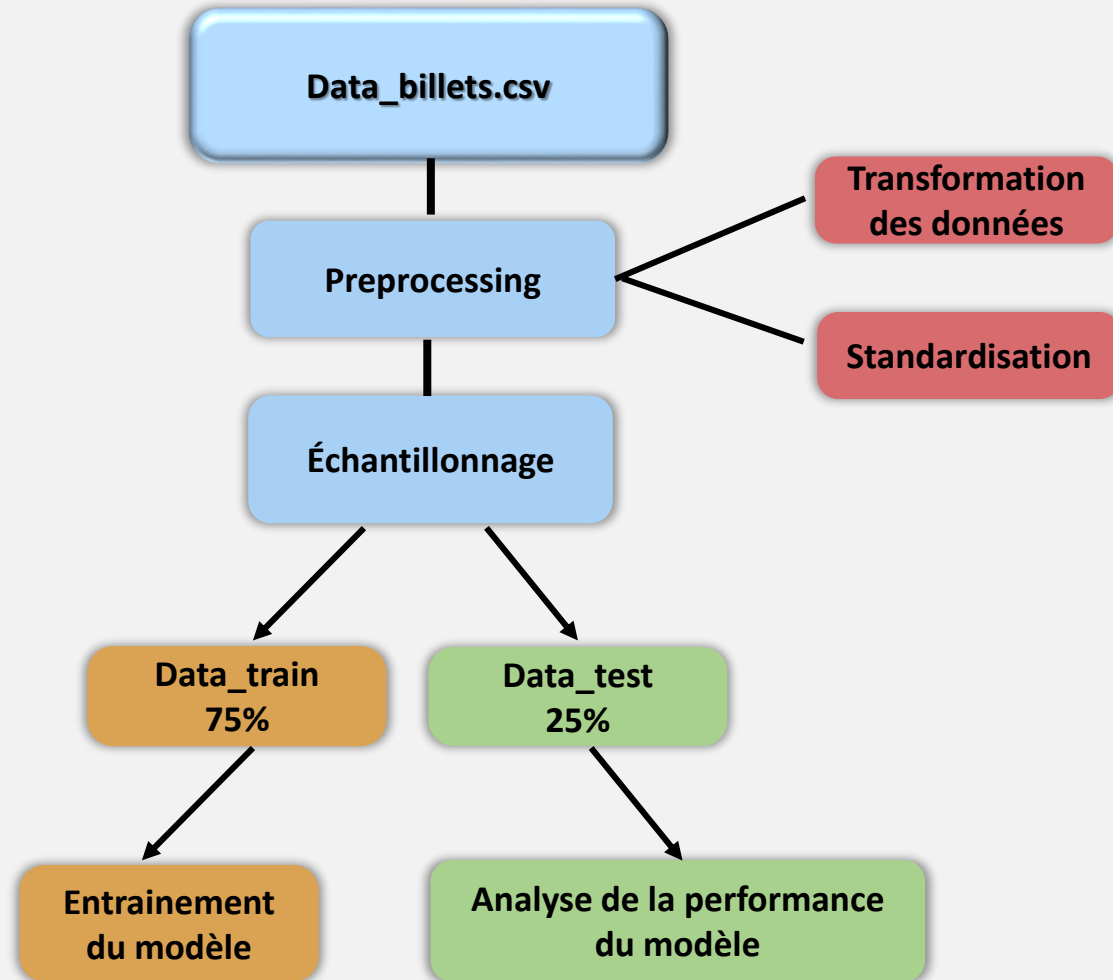 Data_billets.csv
Transformation
des données
Preprocessing
Standardisation
Échantillonnage
Data_train
75%
Data_test
25%
Entrainement
du modèle
Analyse de la performance
du modèle